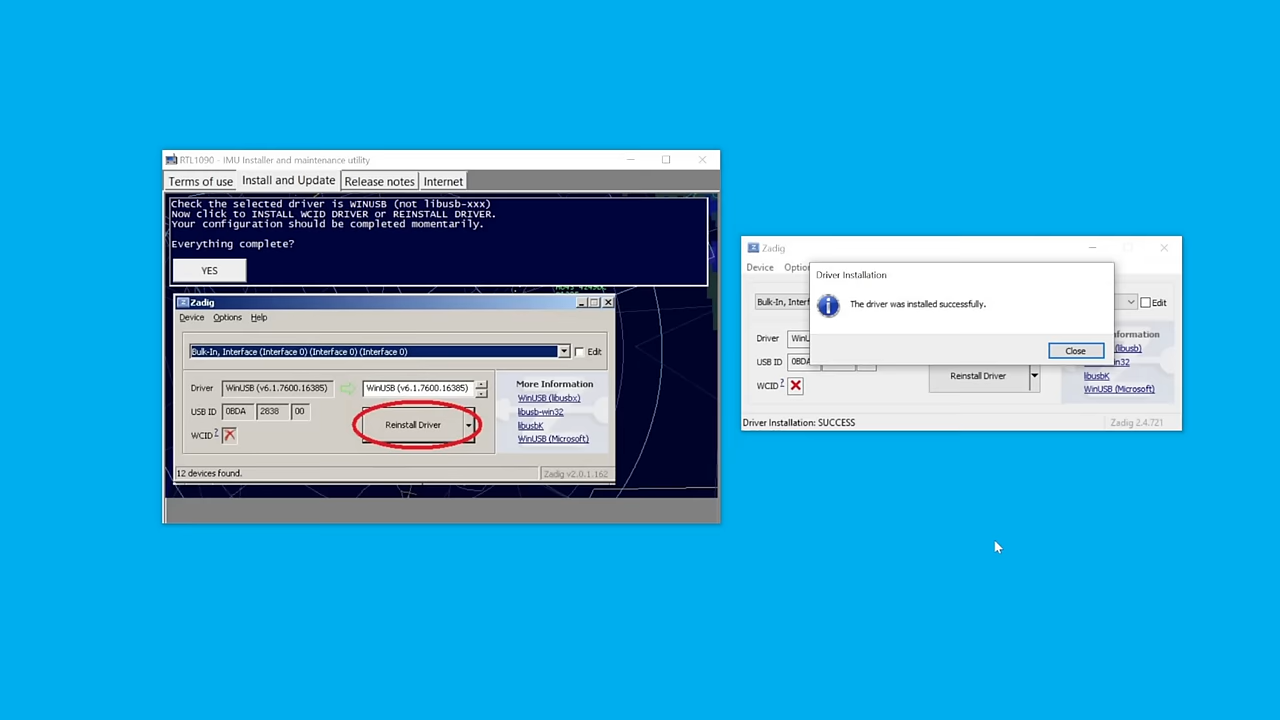 RTL1090 - IMU Installer and maintenance utility
Terms of use
Install and Update
Release notes
Internet
Check the selected driver is WINUSB (not libusb-xxx)
Now click to INSTALL WCID DRIVER or REINSTALL DRIVER.
Your configuration should be completed momentarily.
Everything complete?
YES
Zadig
Device Options Help
Bulk-In, Interface (Interface 0) (Interface 0) (Interface 0)
Edit
Driver
WinUSB (v6.1.7600.16385)
WinUSB (v6.1.7600.16385)
USB ID
0BDA
2838
00
WCID ?
Reinstall Driver
More Information
WinUSB (libusbx)
libusb-win32
libusbK
WinUSB (Microsoft)
12 devices found.
Zadig v2.0.1.162
Zadig
Device
Driver Installation
The driver was installed successfully.
Close
Edit
Driver
USB ID
0BDA
WCID ?
Reinstall Driver
libusbK
WinUSB (Microsoft)
Driver Installation: SUCCESS
Zadig 2.4.721